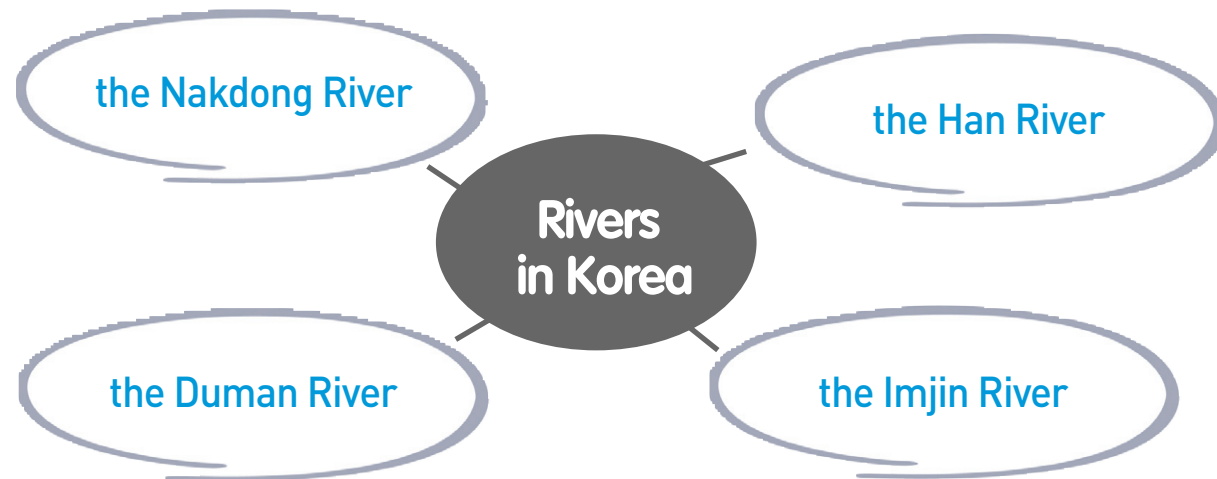 the Nakdong River
the Han River
Rivers
in Korea
the Duman River
the Imjin River